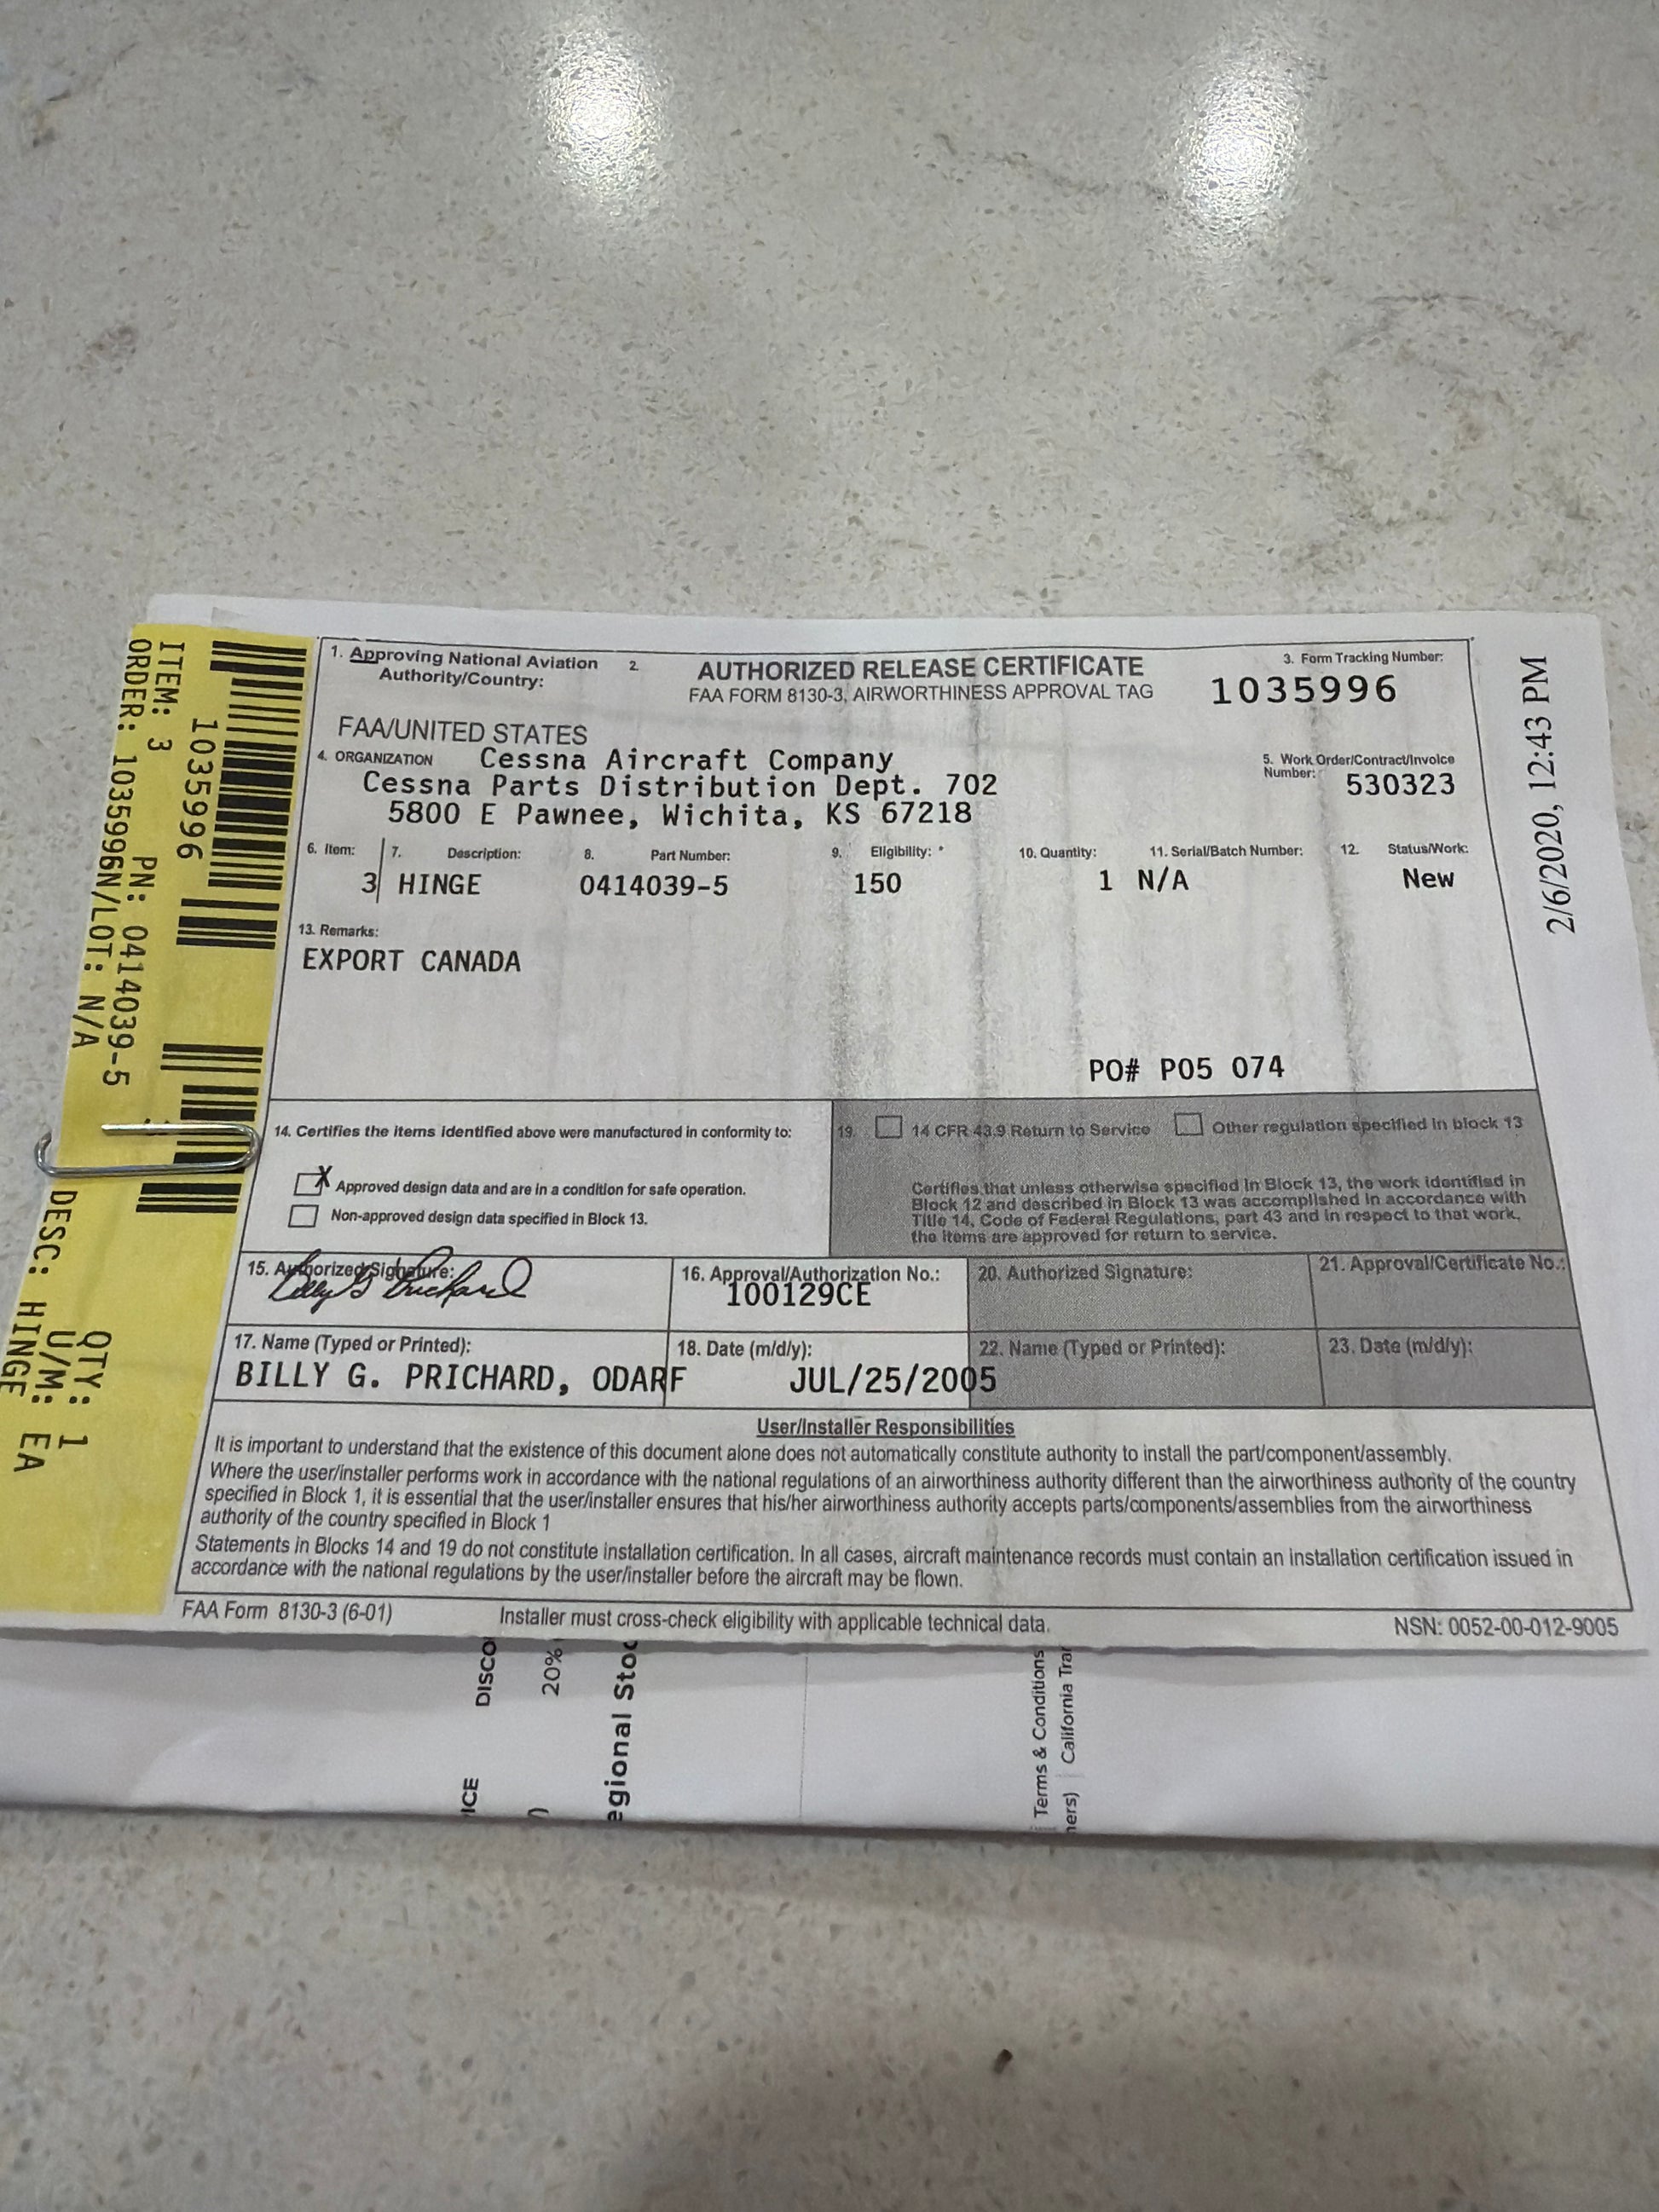 1. Approving National Aviation
Authority/Country:
FAA/UNITED STATES
2.
AUTHORIZED RELEASE CERTIFICATE
FAA FORM 8130-3, AIRWORTHINESS APPROVAL TAG
3. Form Tracking Number:
1035996
4. ORGANIZATION Cessna Aircraft Company
Cessna Parts Distribution Dept. 702
5800 E Pawnee, Wichita, KS 67218
5. Work Order/Contract/Invoice
Number: 530323
6. Item: 7. Description: 8. Part Number: 9. Eligibility: * 10. Quantity: 11. Serial/Batch Number: 12. Status/Work:
3 HINGE 0414039-5 150 1 N/A New
13. Remarks:
EXPORT CANADA
PO# P05 074
14. Certifies the items identified above were manufactured in conformity to:
X Approved design data and are in a condition for safe operation.
Non-approved design data specified in Block 13.
19. 14 CFR 43.9 Return to Service Other regulation specified in block 13
Certifies that unless otherwise specified in Block 13, the work identified in
Block 12 and described in Block 13 was accomplished in accordance with
Title 14, Code of Federal Regulations, part 43 and in respect to that work,
the items are approved for return to service.
15. Authorized Signature:
Billy G Prichard
16. Approval/Authorization No.:
100129CE
20. Authorized Signature:
21. Approval/Certificate No.:
17. Name (Typed or Printed):
BILLY G. PRICHARD, ODARF
18. Date (m/d/y):
JUL/25/2005
22. Name (Typed or Printed):
23. Date (m/d/y):
User/Installer Responsibilities
It is important to understand that the existence of this document alone does not automatically constitute authority to install the part/component/assembly.
Where the user/installer performs work in accordance with the national regulations of an airworthiness authority different than the airworthiness authority of the country
specified in Block 1, it is essential that the user/installer ensures that his/her airworthiness authority accepts parts/components/assemblies from the airworthiness
authority of the country specified in Block 1
Statements in Blocks 14 and 19 do not constitute installation certification. In all cases, aircraft maintenance records must contain an installation certification issued in
accordance with the national regulations by the user/installer before the aircraft may be flown.
FAA Form 8130-3 (6-01) Installer must cross-check eligibility with applicable technical data. NSN: 0052-00-012-9005
1035996
ITEM: 3 PN: 0414039-5 QTY: 1
ORDER: 1035996N/LOT: N/A U/M: EA
DESC: HINGE
2/6/2020, 12:43 PM
ICE DISCO
) 20%
egional Stoc
| Terms & Conditions
ners) | California Tra